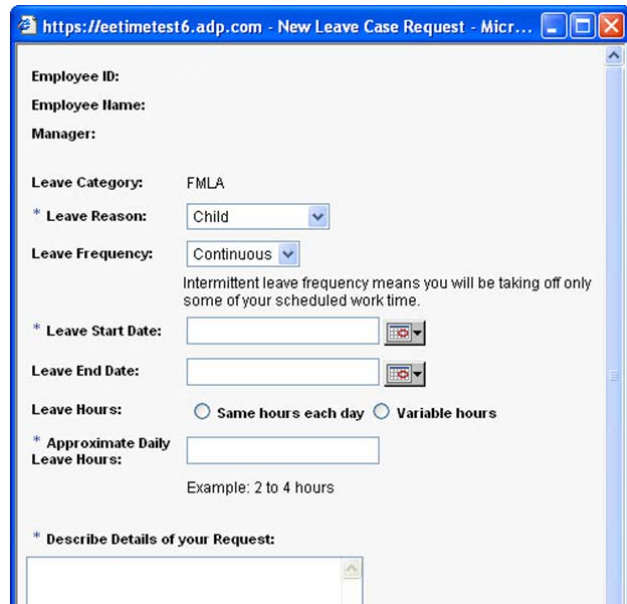 https://eetimetest6.adp.com - New Leave Case Request - Micr...
Employee ID:
Employee Name:
Manager:
Leave Category: FMLA
* Leave Reason: Child
Leave Frequency: Continuous
Intermittent leave frequency means you will be taking off only
some of your scheduled work time.
* Leave Start Date:
Leave End Date:
Leave Hours: Same hours each day Variable hours
* Approximate Daily
Leave Hours:
Example: 2 to 4 hours
* Describe Details of your Request: